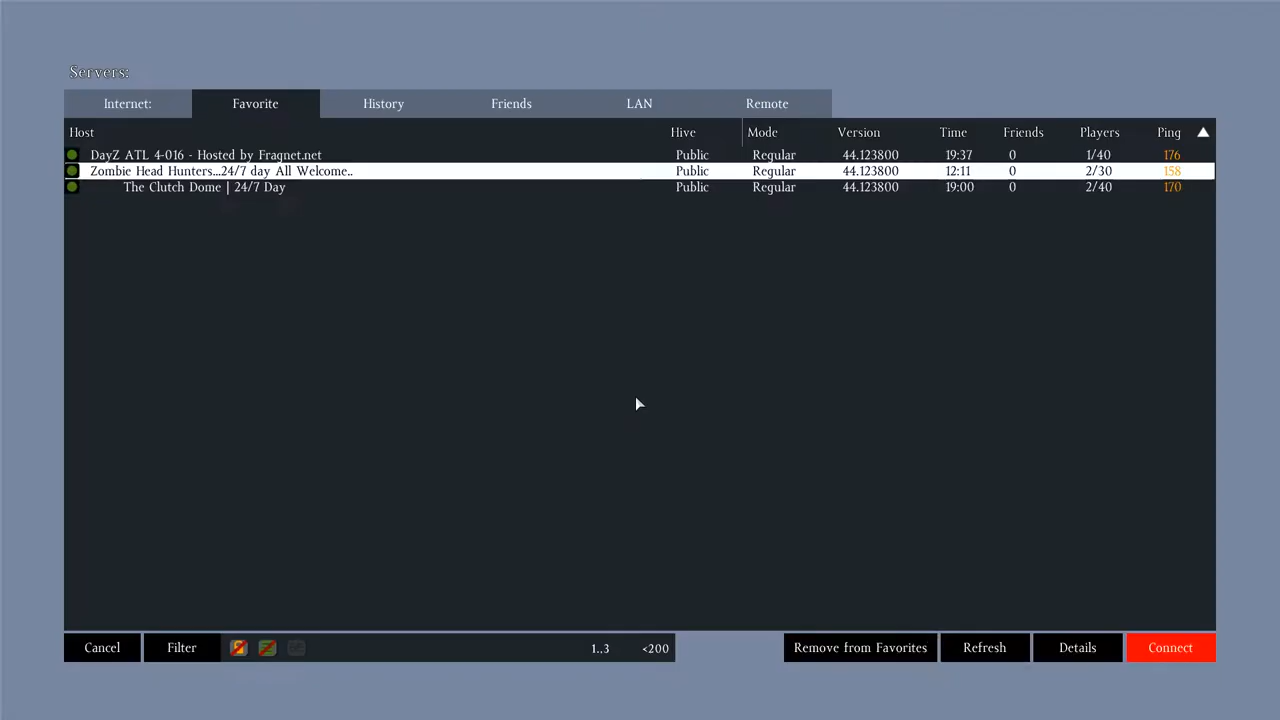 Servers:
Internet: Favorite History Friends LAN Remote
Host Hive Mode Version Time Friends Players Ping
DayZ ATL 4-016 - Hosted by Fragnet.net Public Regular 44.123800 19:37 0 1/40 176
Zombie Head Hunters...24/7 day All Welcome.. Public Regular 44.123800 12:11 0 2/30 158
The Clutch Dome | 24/7 Day Public Regular 44.123800 19:00 0 2/40 170
Cancel Filter 1..3 <200 Remove from Favorites Refresh Details Connect